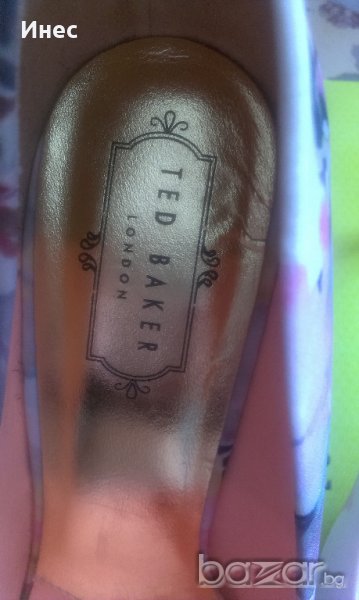 Инес
TED BAKER
LONDON
bazar.bg